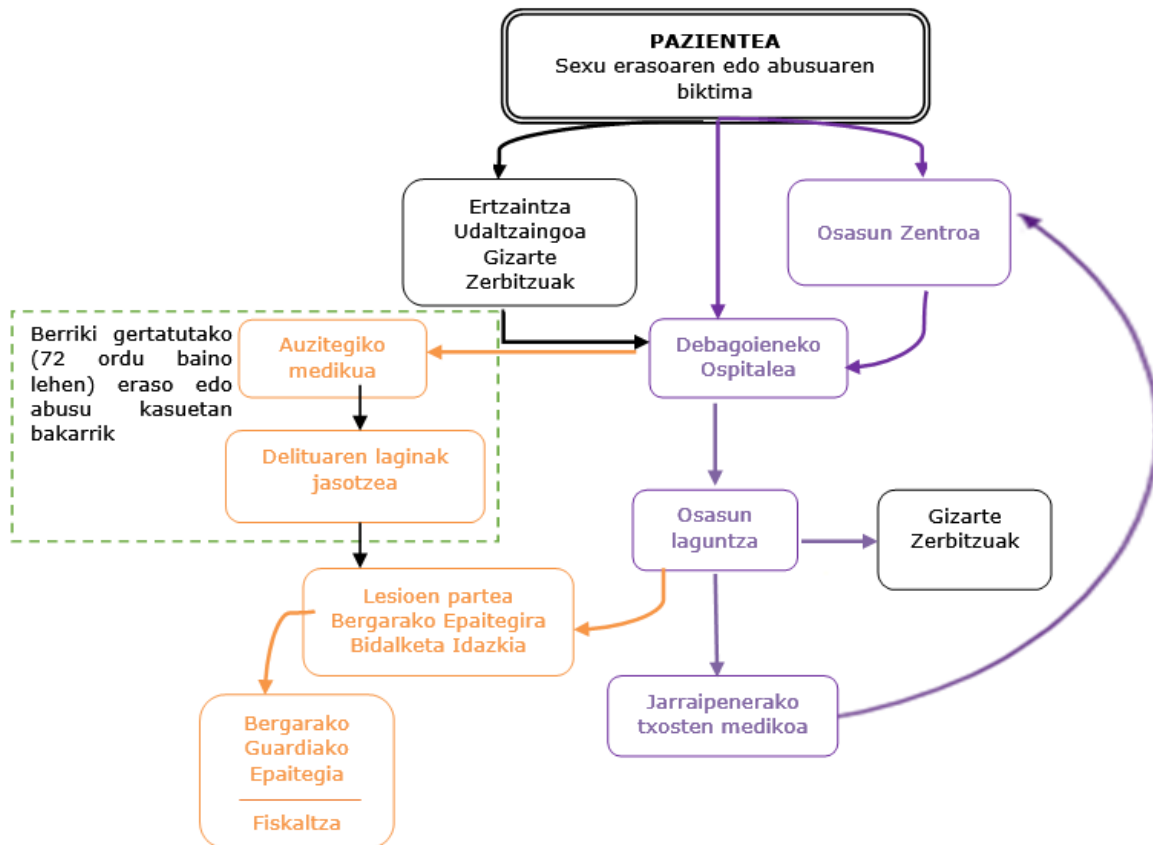 PAZIENTEA
Sexu erasoaren edo abusuaren
biktima
Ertzaintza
Udaltzaingoa
Gizarte
Zerbitzuak
Osasun Zentroa
Berriki gertatutako
(72 ordu baino
lehen) eraso edo
abusu kasuetan
bakarrik
Auzitegiko
medikua
Debagoieneko
Ospitalea
Delituaren laginak
jasotzea
Osasun
laguntza
Gizarte
Zerbitzuak
Lesioen partea
Bergarako Epaitegira
Bidalketa Idazkia
Jarraipenerako
txosten medikoa
Bergarako
Guardiako
Epaitegia
Fiskaltza